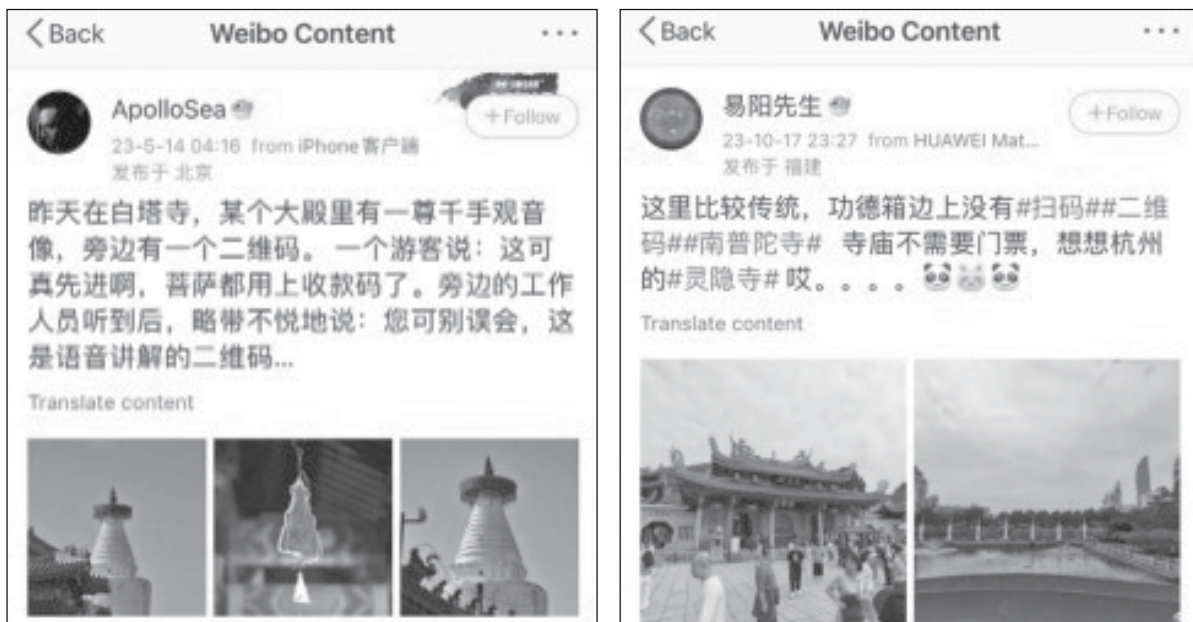 Back
Weibo Content
...
ApolloSea
+Follow
23-5-14 04:16 from iPhone客户端
发布于 北京
昨天在白塔寺，某个大殿里有一尊千手观音
像，旁边有一个二维码。 一个游客说：这可
真先进啊，菩萨都用上收款码了。旁边的工作
人员听到后，略带不悦地说：您可别误会，这
是语音讲解的二维码...
Translate content
Back
Weibo Content
...
易阳先生
+Follow
23-10-17 23:27 from HUAWEI Mat...
发布于 福建
这里比较传统，功德箱边上没有#扫码##二维
码##南普陀寺# 寺庙不需要门票，想想杭州
的#灵隐寺# 哎。。。。
Translate content